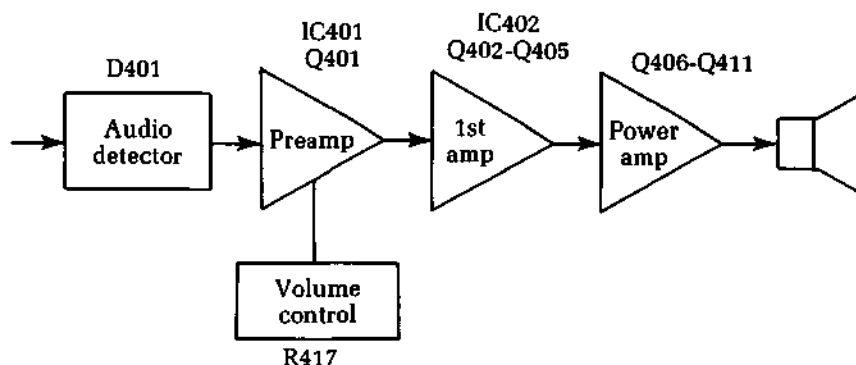 D401
Audio
detector
IC401
Q401
Preamp
Volume
control
R417
IC402
Q402-Q405
1st
amp
Q406-Q411
Power
amp